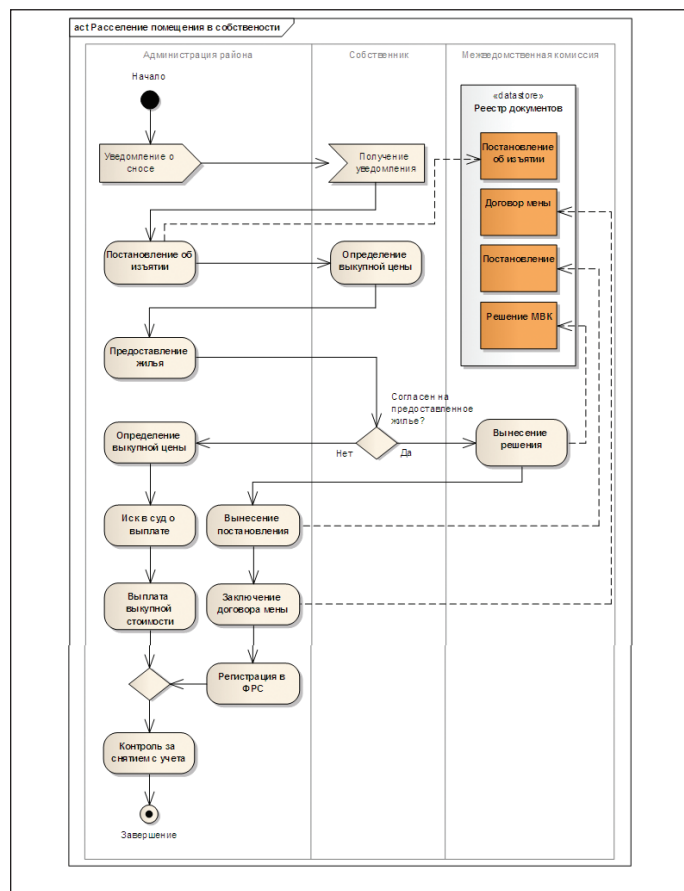 act Расселение помещения в собствености
Администрация района
Собственник
Межведомственная комиссия
Начало
«datastore»
Реестр документов
Уведомление о
сносе
Получение
уведомления
Постановление
об изъятии
Договор мены
Постановление об
изъятии
Определение
выкупной цены
Постановление
Решение МВК
Предоставление
жилья
Согласен на
предоставленное
жилье?
Определение
выкупной цены
Нет
Да
Вынесение
решения
Иск в суд о
выплате
Вынесение
постановления
Выплата
выкупной
стоимости
Заключение
договора мены
Регистрация в
ФРС
Контроль за
снятием с учета
Завершение